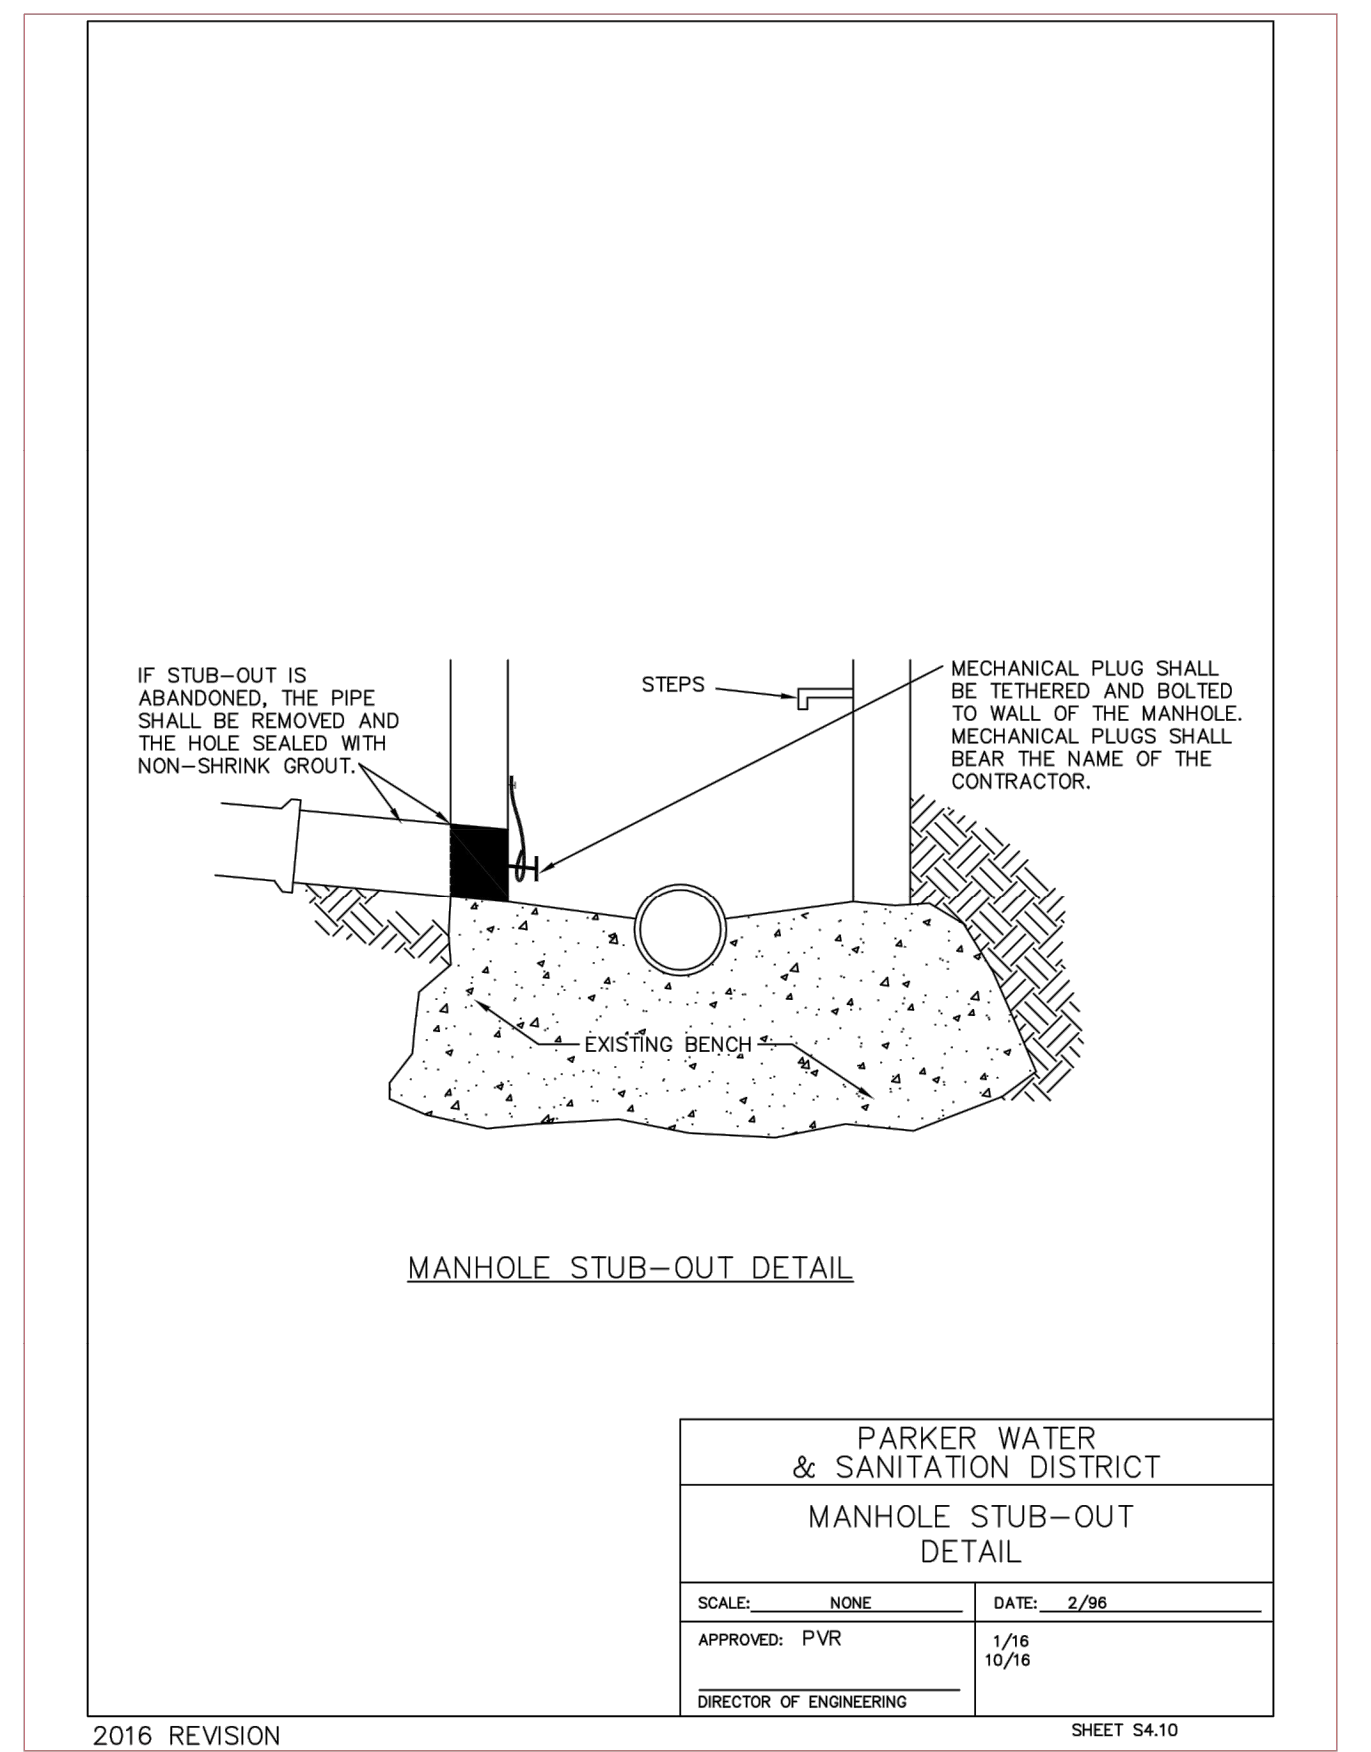 IF STUB-OUT IS
ABANDONED, THE PIPE
SHALL BE REMOVED AND
THE HOLE SEALED WITH
NON-SHRINK GROUT.
STEPS
MECHANICAL PLUG SHALL
BE TETHERED AND BOLTED
TO WALL OF THE MANHOLE.
MECHANICAL PLUGS SHALL
BEAR THE NAME OF THE
CONTRACTOR.
EXISTING BENCH
MANHOLE STUB-OUT DETAIL
PARKER WATER
& SANITATION DISTRICT
MANHOLE STUB-OUT
DETAIL
SCALE: NONE
DATE: 2/96
APPROVED: PVR
1/16
10/16
DIRECTOR OF ENGINEERING
2016 REVISION
SHEET S4.10